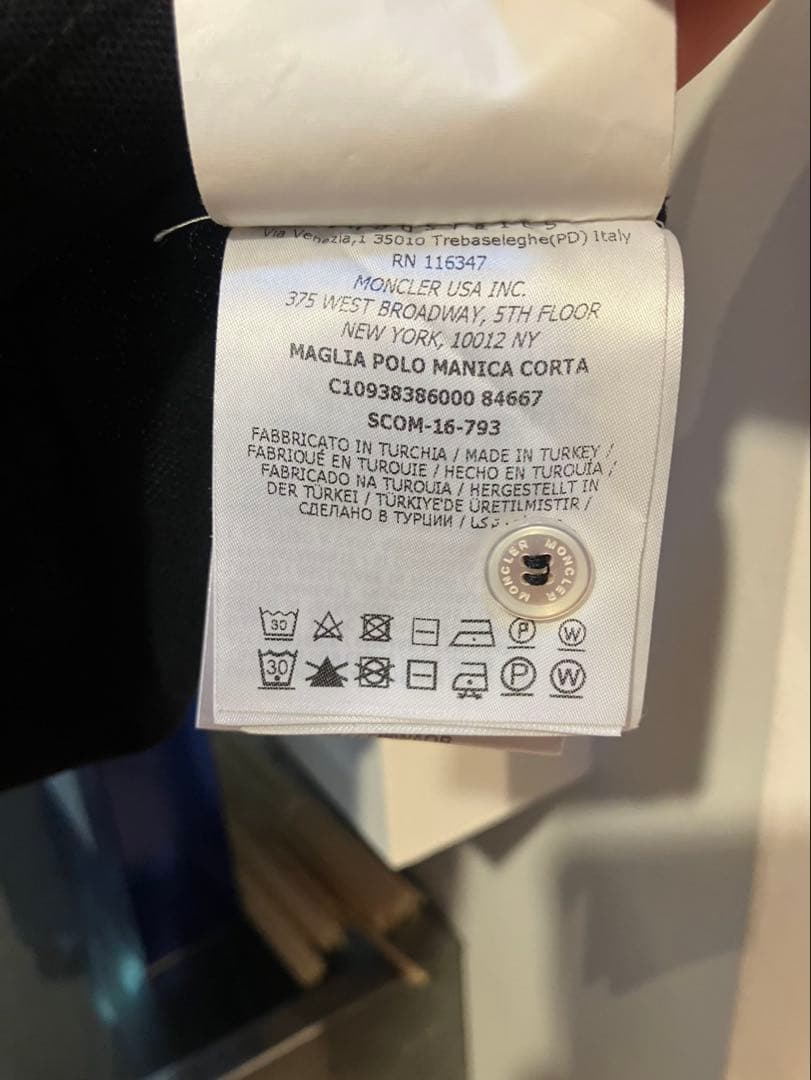 Via Venezia,1 35010 Trebaseleghe(PD) Italy
RN 116347
MONCLER USA INC.
375 WEST BROADWAY, 5TH FLOOR
NEW YORK, 10012 NY
MAGLIA POLO MANICA CORTA
C10938386000 84667
SCOM-16-793
FABBRICATO IN TURCHIA / MADE IN TURKEY /
FABRIQUÉ EN TURQUIE / HECHO EN TURQUÍA /
FABRICADO NA TURQUIA / HERGESTELLT IN
DER TÜRKEI / TÜRKIYE'DE ÜRETILMISTIR /
СДЕЛАНО В ТУРЦИИ /
MONCLER MONCLER
30 P W
30 P W